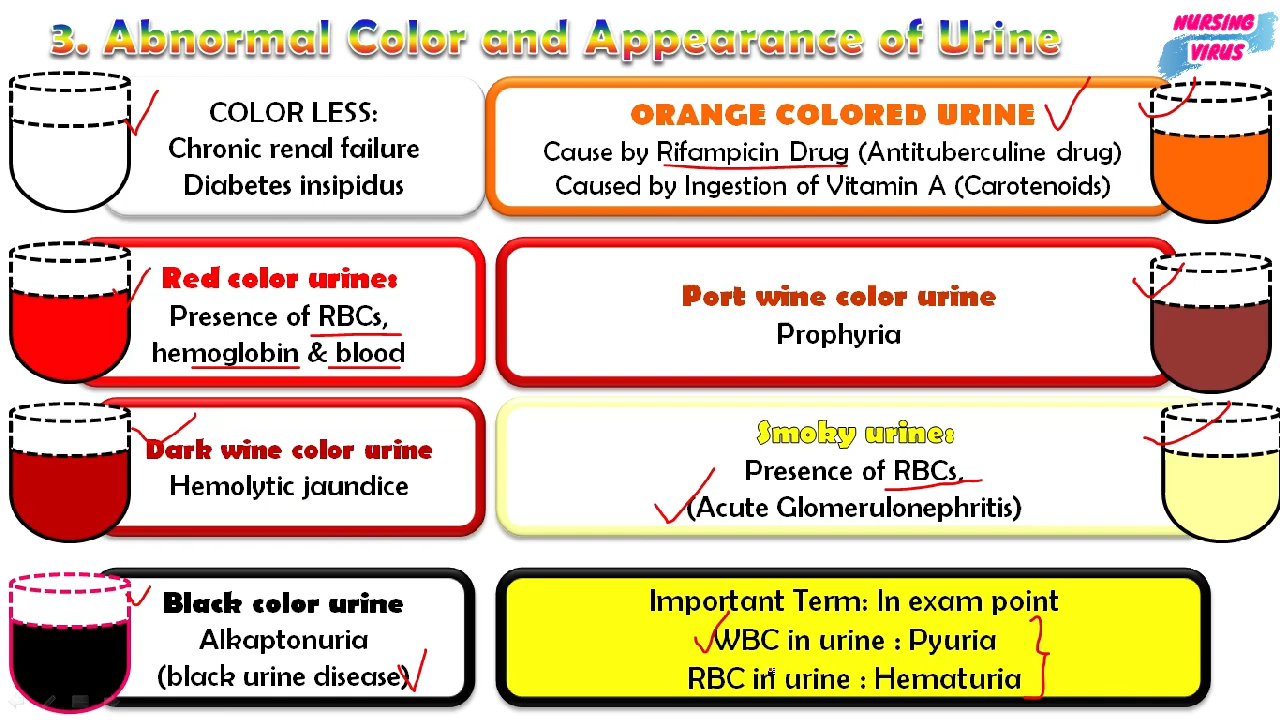 3. Abnormal Color and Appearance of Urine
NURSING
VIRUS
COLOR LESS:
Chronic renal failure
Diabetes insipidus
ORANGE COLORED URINE
Cause by Rifampicin Drug (Antituberculine drug)
Caused by Ingestion of Vitamin A (Carotenoids)
Red color urine:
Presence of RBCs,
hemoglobin & blood
Port wine color urine
Prophyria
Dark wine color urine
Hemolytic jaundice
Smoky urine:
Presence of RBCs,
(Acute Glomerulonephritis)
Black color urine
Alkaptonuria
(black urine disease)
Important Term: In exam point
WBC in urine : Pyuria
RBC in urine : Hematuria